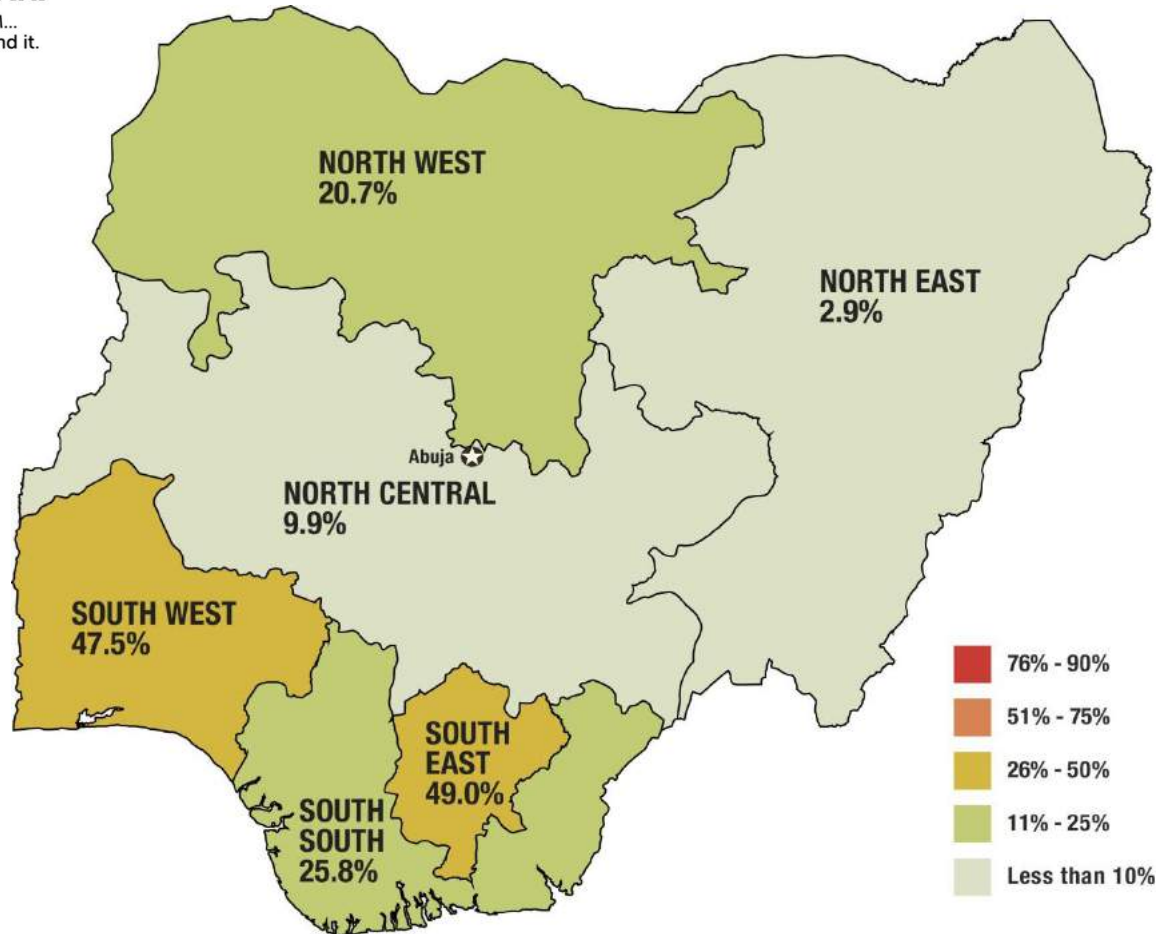 nd it.
NORTH WEST
20.7%
NORTH EAST
2.9%
Abuja
NORTH CENTRAL
9.9%
SOUTH WEST
47.5%
SOUTH
EAST
49.0%
SOUTH
SOUTH
25.8%
76% - 90%
51% - 75%
26% - 50%
11% - 25%
Less than 10%